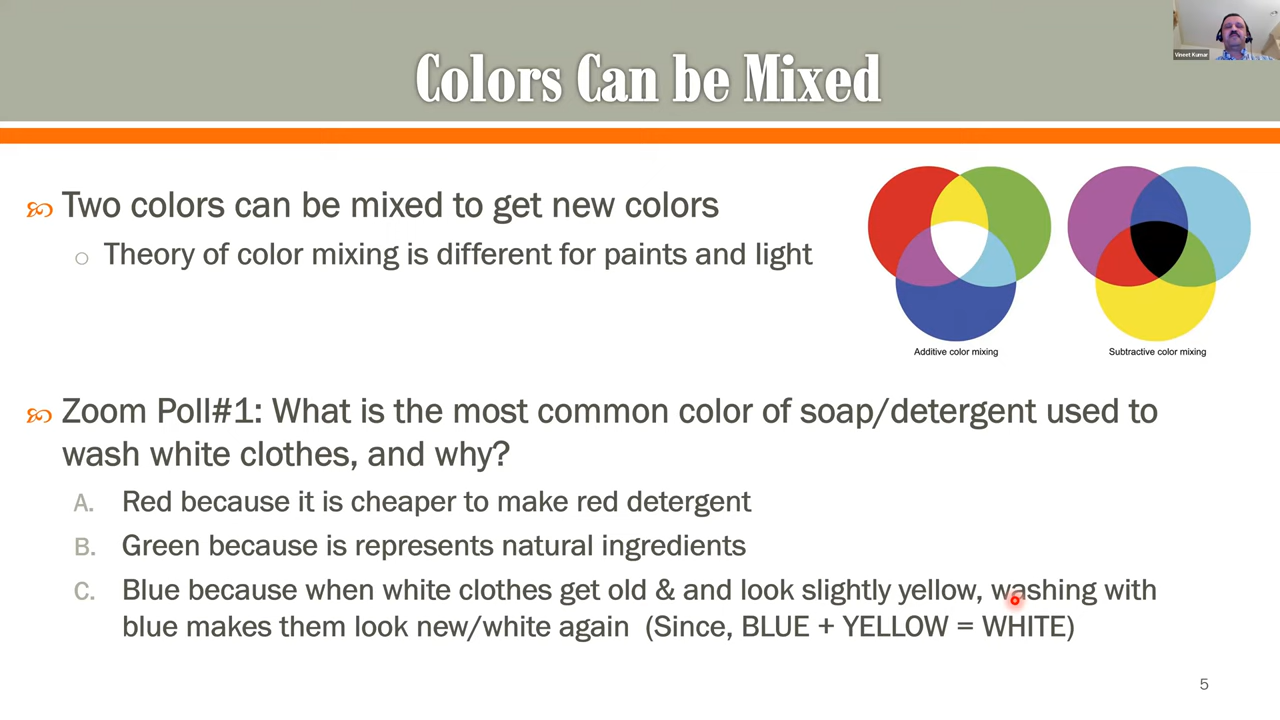 Colors Can be Mixed
Vineet Kumar
Two colors can be mixed to get new colors
Theory of color mixing is different for paints and light
Additive color mixing
Subtractive color mixing
Zoom Poll#1: What is the most common color of soap/detergent used to
wash white clothes, and why?
A. Red because it is cheaper to make red detergent
B. Green because is represents natural ingredients
C. Blue because when white clothes get old & and look slightly yellow, washing with
blue makes them look new/white again (Since, BLUE + YELLOW = WHITE)
5